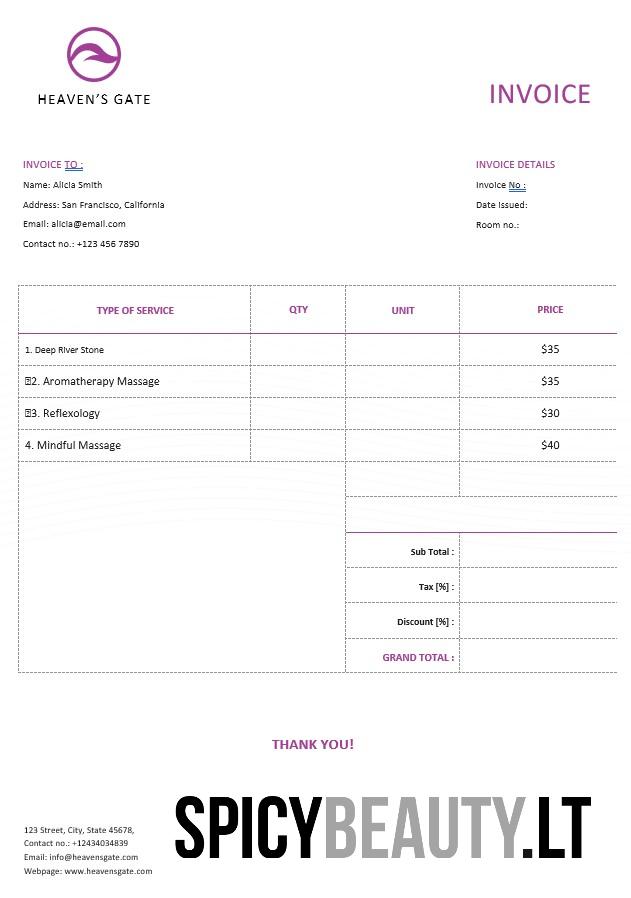 HEAVEN'S GATE
INVOICE
INVOICE TO :
Name: Alicia Smith
Address: San Francisco, California
Email: alicia@email.com
Contact no.: +123 456 7890
INVOICE DETAILS
Invoice No :
Date Issued:
Room no.:
TYPE OF SERVICE QTY UNIT PRICE
1. Deep River Stone $35
2. Aromatherapy Massage $35
3. Reflexology $30
4. Mindful Massage $40
Sub Total :
Tax [%] :
Discount [%] :
GRAND TOTAL :
THANK YOU!
SPICYBEAUTY.LT
123 Street, City, State 45678,
Contact no.: +12434034839
Email: info@heavensgate.com
Webpage: www.heavensgate.com